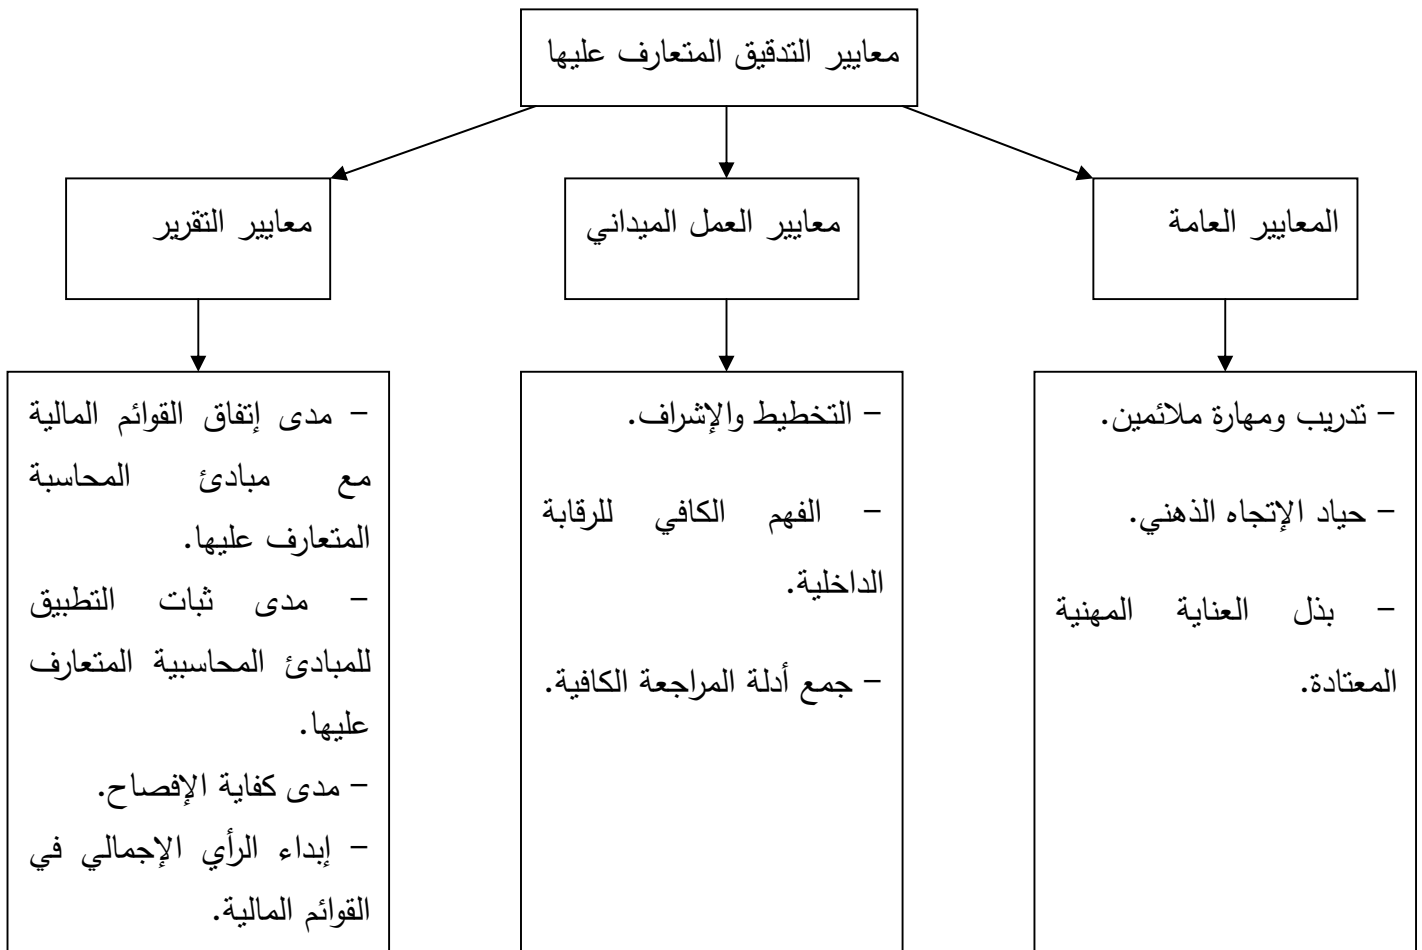 معايير التدقيق المتعارف عليها
المعايير العامة
معايير العمل الميداني
معايير التقرير
– تدريب ومهارة ملائمين.
– حياد الإتجاه الذهني.
– بذل العناية المهنية
المعتادة.
– التخطيط والإشراف.
– الفهم الكافي للرقابة
الداخلية.
– جمع أدلة المراجعة الكافية.
– مدى إتفاق القوائم المالية
مع مبادئ المحاسبة
المتعارف عليها.
– مدى ثبات التطبيق
للمبادئ المحاسبية المتعارف
عليها.
– مدى كفاية الإفصاح.
– إبداء الرأي الإجمالي في
القوائم المالية.